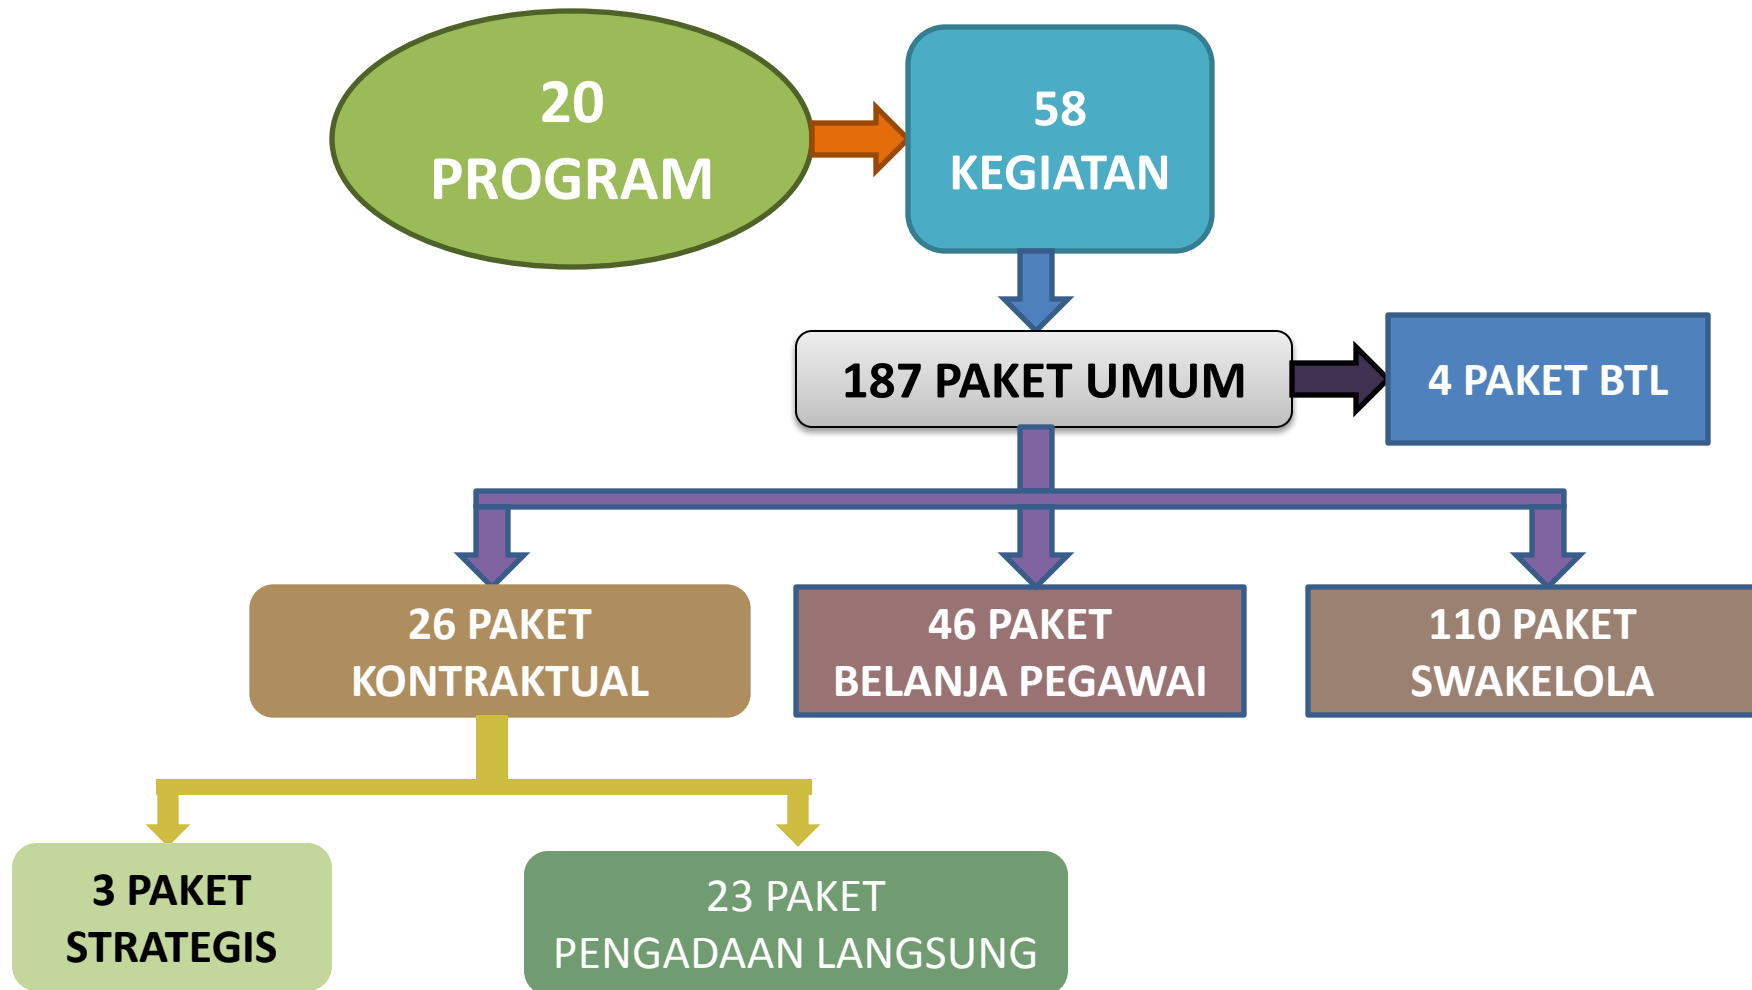 20
PROGRAM
58
KEGIATAN
187 PAKET UMUM
4 PAKET BTL
26 PAKET
KONTRAKTUAL
46 PAKET
BELANJA PEGAWAI
110 PAKET
SWAKELOLA
3 PAKET
STRATEGIS
23 PAKET
PENGADAAN LANGSUNG